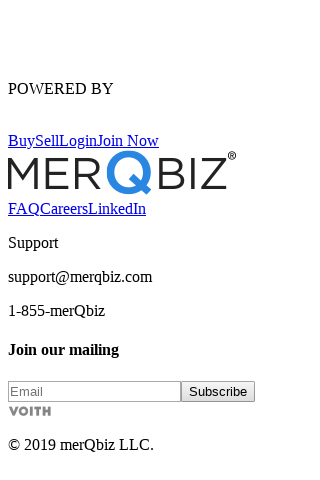 POWERED BY
BuySellLoginJoin Now
MERQBIZ®
FAQCareersLinkedIn
Support
support@merqbiz.com
1-855-merQbiz
Join our mailing
Email Subscribe
VOITH
© 2019 merQbiz LLC.